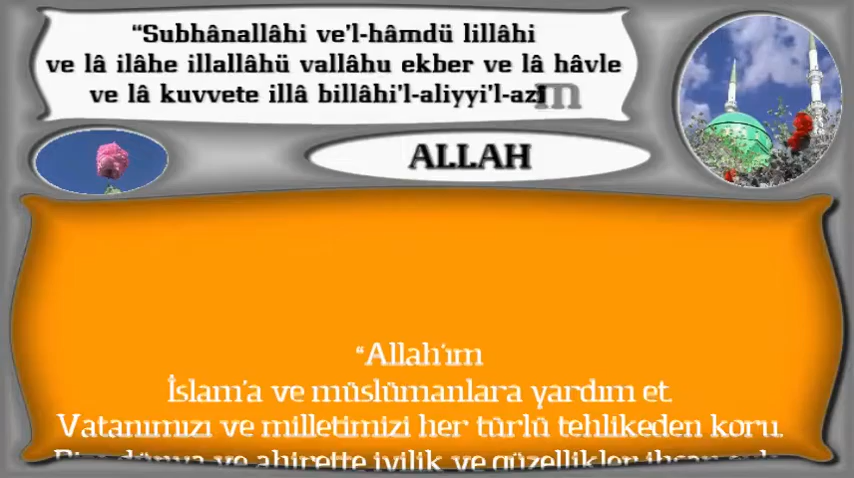 “Subhânallâhi ve'l-hâmdü lillâhi
ve lâ ilâhe illallâhü vallâhu ekber ve lâ hâvle
ve lâ kuvvete illâ billâhi'l-aliyyi'l-azîm
ALLAH
“Allah'ım
İslam'a ve müslümanlara yardım et.
Vatanımızı ve milletimizi her türlü tehlikeden koru.
Bize dünya ve ahirette iyilik ve güzellikler ihsan